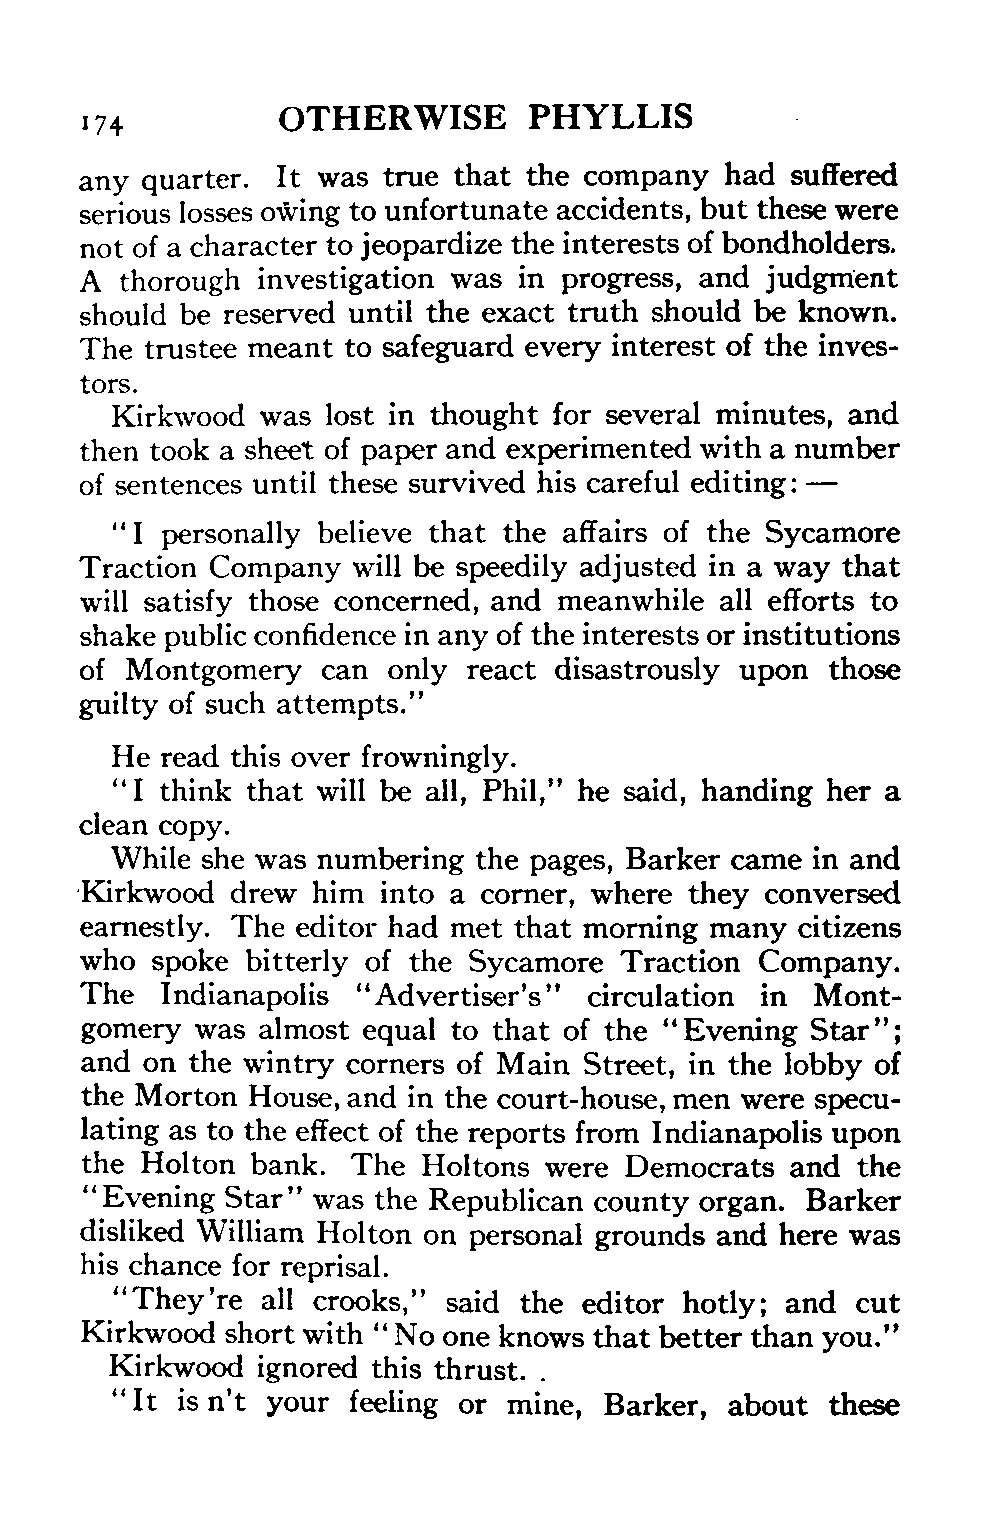 174 OTHERWISE PHYLLIS
any quarter. It was true that the company had suffered
serious losses owing to unfortunate accidents, but these were
not of a character to jeopardize the interests of bondholders.
A thorough investigation was in progress, and judgment
should be reserved until the exact truth should be known.
The trustee meant to safeguard every interest of the inves-
tors.
Kirkwood was lost in thought for several minutes, and
then took a sheet of paper and experimented with a number
of sentences until these survived his careful editing: —
"I personally believe that the affairs of the Sycamore
Traction Company will be speedily adjusted in a way that
will satisfy those concerned, and meanwhile all efforts to
shake public confidence in any of the interests or institutions
of Montgomery can only react disastrously upon those
guilty of such attempts."
He read this over frowningly.
"I think that will be all, Phil," he said, handing her a
clean copy.
While she was numbering the pages, Barker came in and
Kirkwood drew him into a corner, where they conversed
earnestly. The editor had met that morning many citizens
who spoke bitterly of the Sycamore Traction Company.
The Indianapolis "Advertiser's" circulation in Mont-
gomery was almost equal to that of the "Evening Star";
and on the wintry corners of Main Street, in the lobby of
the Morton House, and in the court-house, men were specu-
lating as to the effect of the reports from Indianapolis upon
the Holton bank. The Holtons were Democrats and the
"Evening Star" was the Republican county organ. Barker
disliked William Holton on personal grounds and here was
his chance for reprisal.
"They're all crooks," said the editor hotly; and cut
Kirkwood short with "No one knows that better than you."
Kirkwood ignored this thrust. .
"It is n't your feeling or mine, Barker, about these